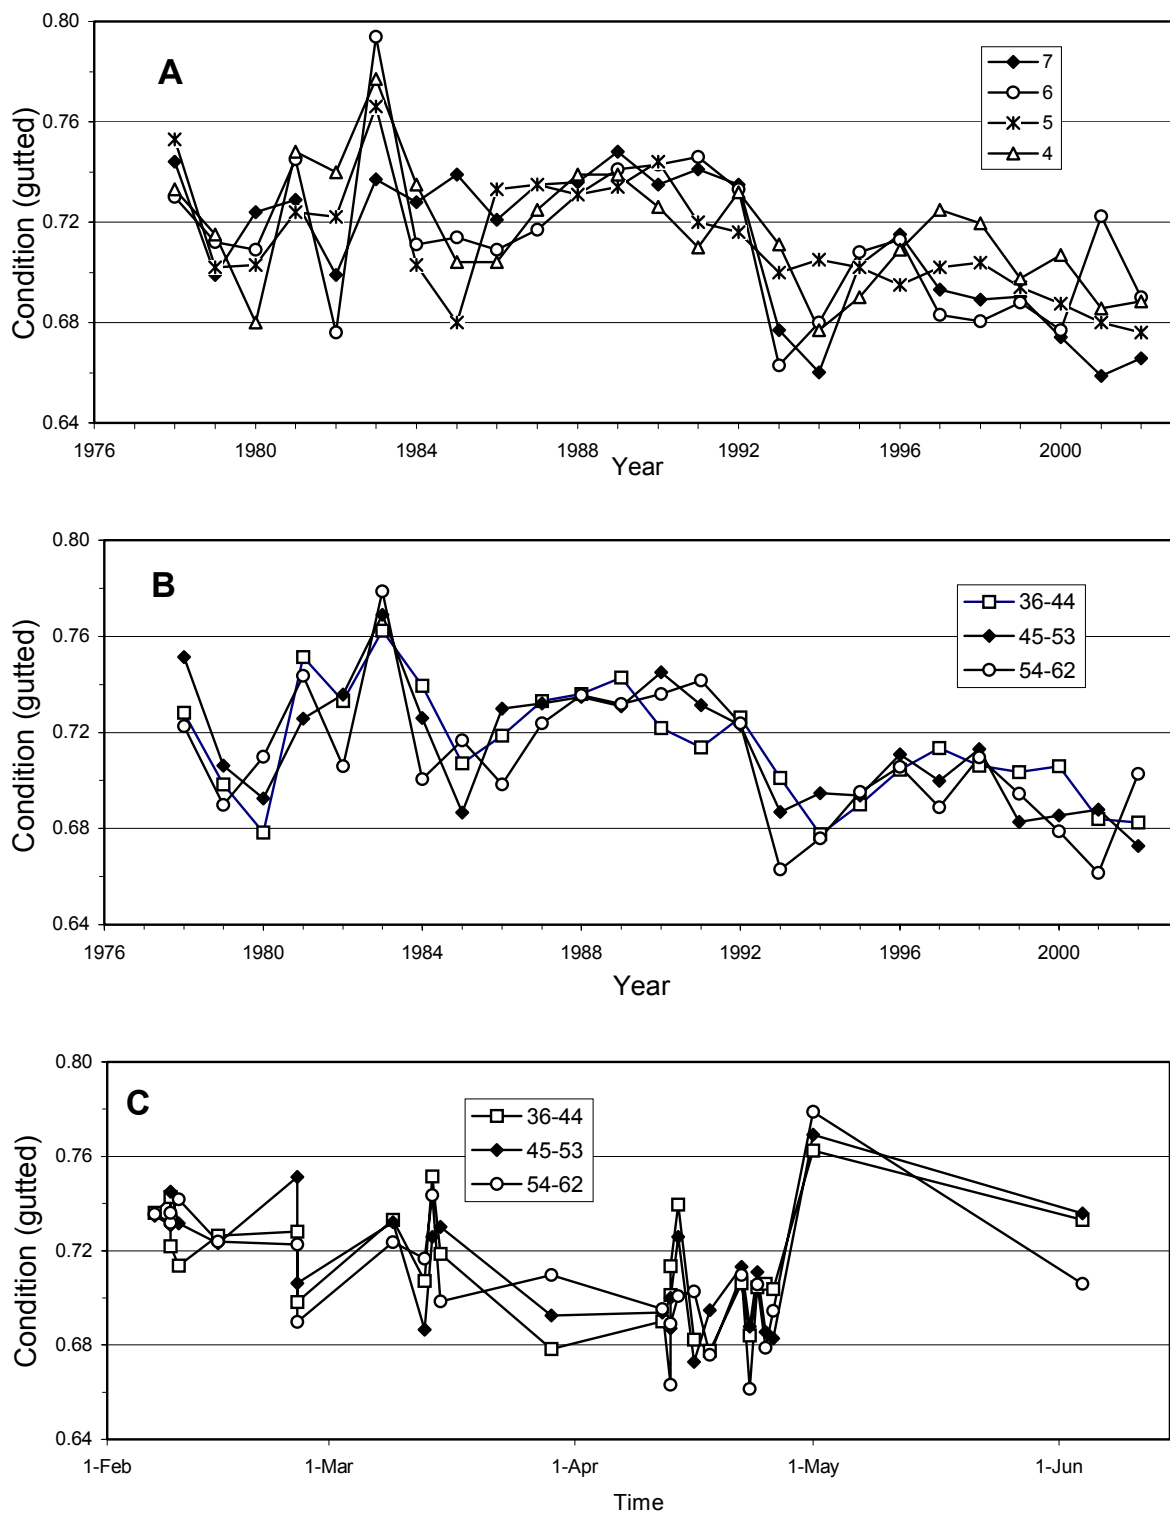 A
7
6
5
4
Condition (gutted)
0.80
0.76
0.72
0.68
0.64
1976 1980 1984 1988 1992 1996 2000
Year
B
36-44
45-53
54-62
Condition (gutted)
0.80
0.76
0.72
0.68
0.64
1976 1980 1984 1988 1992 1996 2000
Year
C
36-44
45-53
54-62
Condition (gutted)
0.80
0.76
0.72
0.68
0.64
1-Feb 1-Mar 1-Apr 1-May 1-Jun
Time